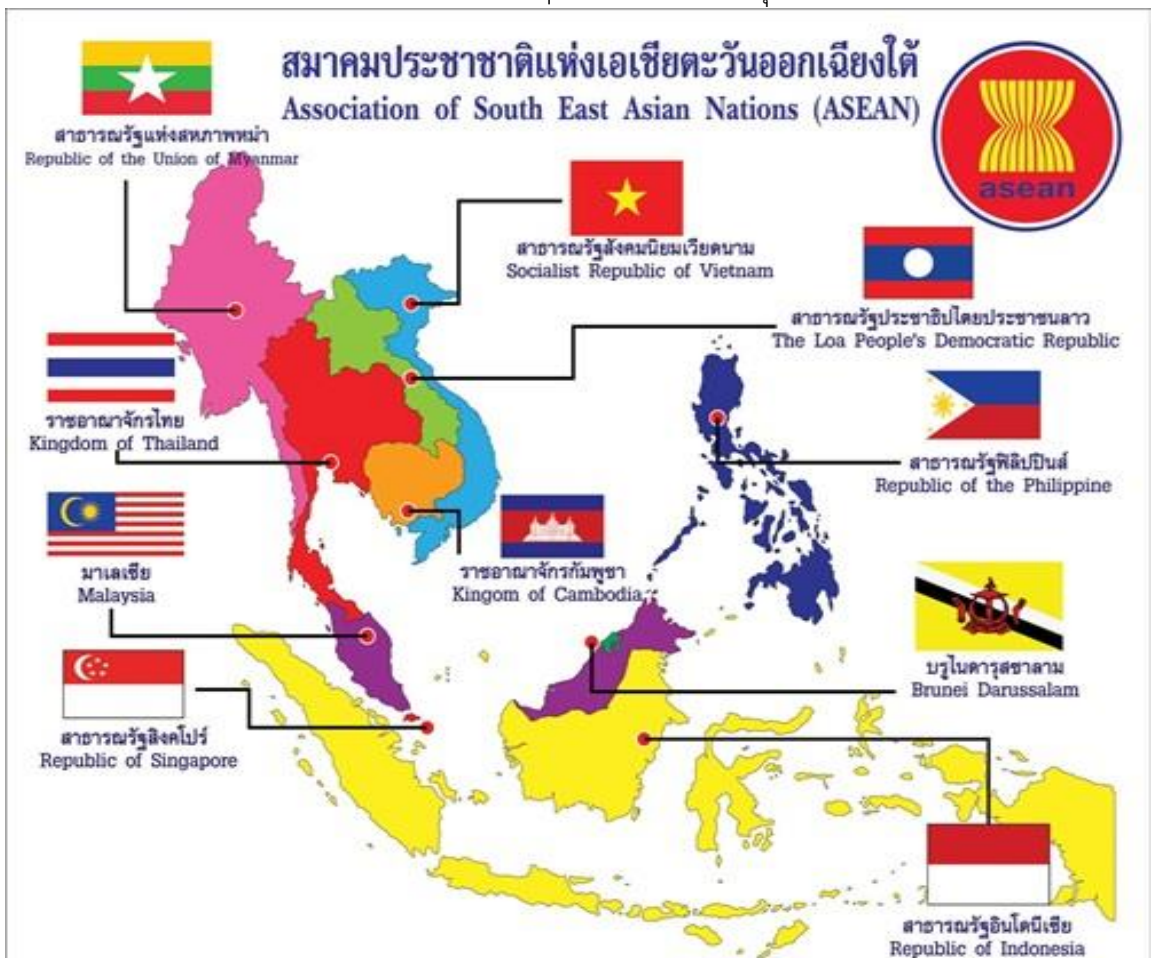 สมาคมประชาชาติแห่งเอเชียตะวันออกเฉียงใต้
Association of South East Asian Nations (ASEAN)
asean
สาธารณรัฐแห่งสหภาพพม่า
Republic of the Union of Myanmar
สาธารณรัฐสังคมนิยมเวียดนาม
Socialist Republic of Vietnam
สาธารณรัฐประชาธิปไตยประชาชนลาว
The Loa People's Democratic Republic
ราชอาณาจักรไทย
Kingdom of Thailand
สาธารณรัฐฟิลิปปินส์
Republic of the Philippine
มาเลเซีย
Malaysia
ราชอาณาจักรกัมพูชา
Kingom of Cambodia
บรูไนดารุสซาลาม
Brunei Darussalam
สาธารณรัฐสิงคโปร์
Republic of Singapore
สาธารณรัฐอินโดนีเซีย
Republic of Indonesia